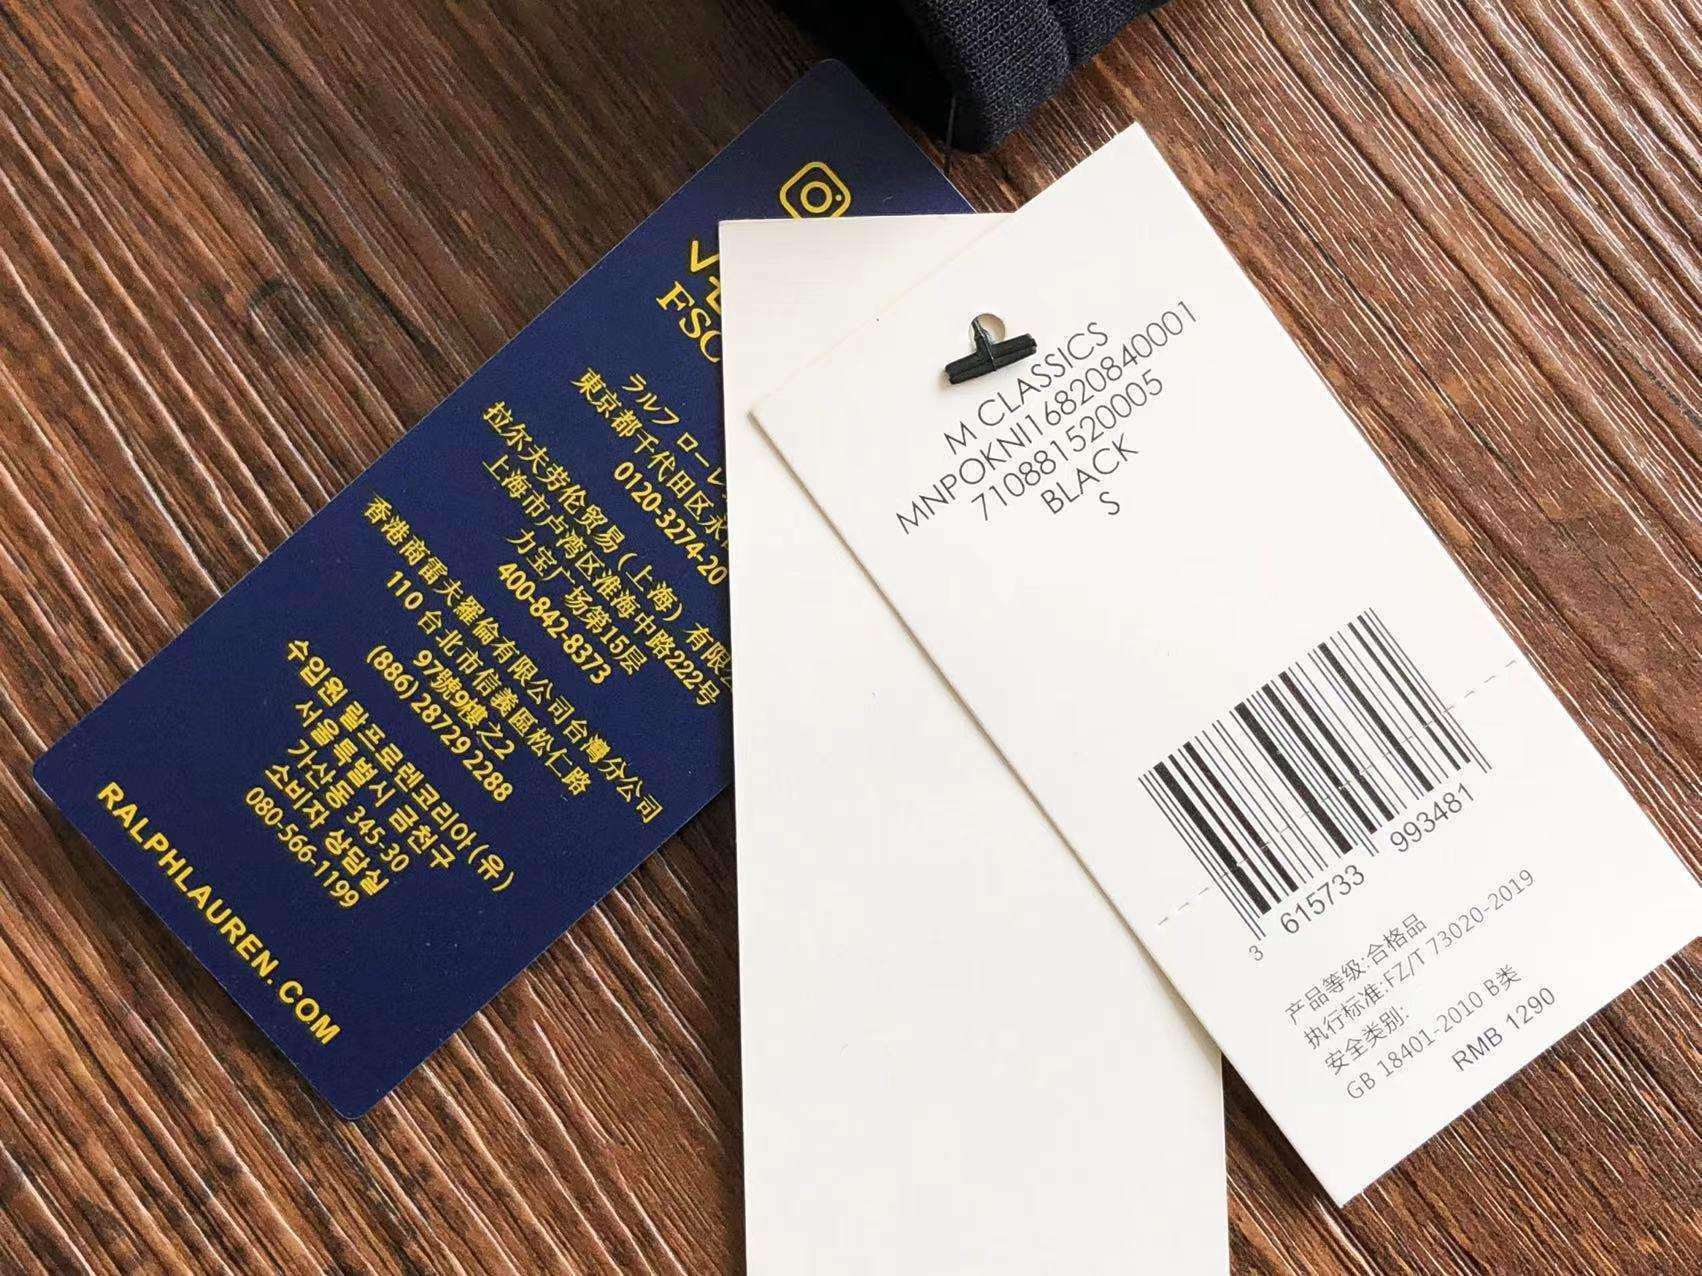 FSC
ラルフ ローレ
東京都千代田区永
0120-3274-20
拉尔夫劳伦贸易(上海)有限公
上海市卢湾区淮海中路222号
力宝广场第15层
400-842-8373
香港商雷夫羅倫有限公司台灣分公司
110 台北市信義區松仁路
97號9樓之2
(886) 28729 2288
수입원 랄프로렌코리아(유)
서울특별시 금천구
가산동 345-30
소비자 상담실
080-566-1199
RALPHLAUREN.COM
M CLASSICS
MNPOKNI16820840001
710881520005
BLACK
S
3 615733 993481
产品等级:合格品
执行标准:FZ/T 73020-2019
安全类别:
GB 18401-2010 B类
RMB 1290